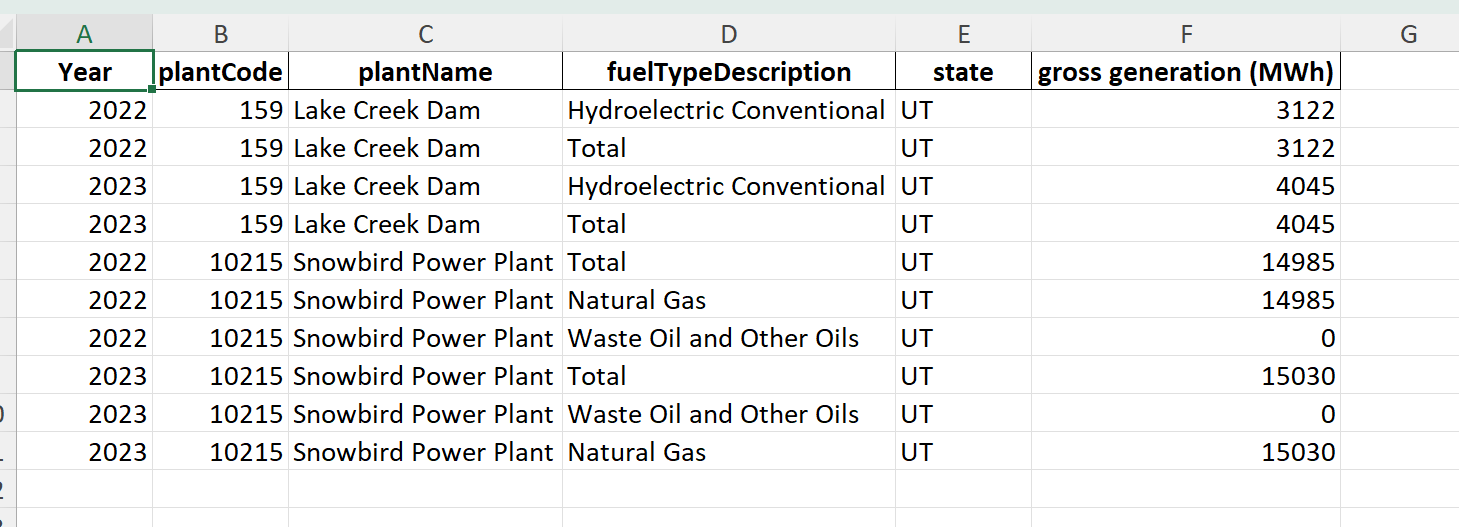 A B C D E F G
Year plantCode plantName fuelTypeDescription state gross generation (MWh)
2022 159 Lake Creek Dam Hydroelectric Conventional UT 3122
2022 159 Lake Creek Dam Total UT 3122
2023 159 Lake Creek Dam Hydroelectric Conventional UT 4045
2023 159 Lake Creek Dam Total UT 4045
2022 10215 Snowbird Power Plant Total UT 14985
2022 10215 Snowbird Power Plant Natural Gas UT 14985
2022 10215 Snowbird Power Plant Waste Oil and Other Oils UT 0
2023 10215 Snowbird Power Plant Total UT 15030
2023 10215 Snowbird Power Plant Waste Oil and Other Oils UT 0
2023 10215 Snowbird Power Plant Natural Gas UT 15030